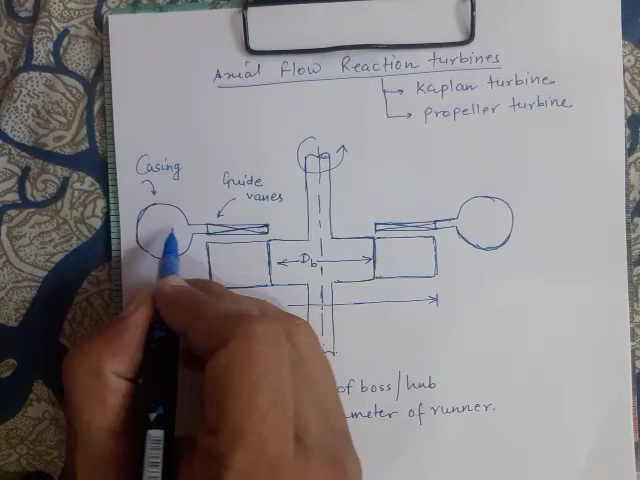 Axial Flow Reaction turbines
→ Kaplan turbine
→ propeller turbine
Casing
Guide
vanes
Db
of boss/hub
meter of runner.